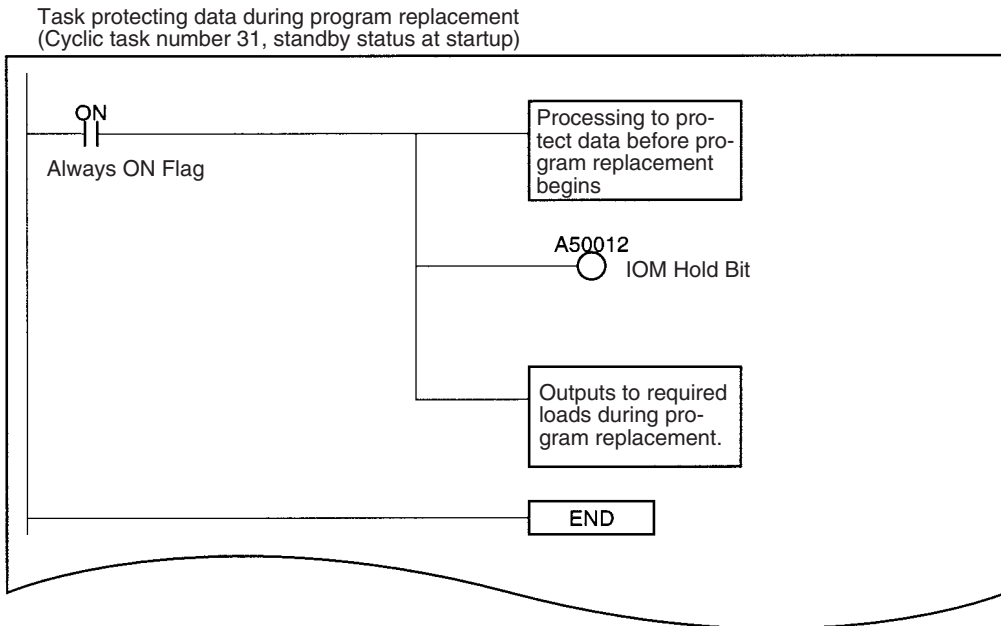 Task protecting data during program replacement
(Cyclic task number 31, standby status at startup)
ON
Always ON Flag
Processing to pro-
tect data before pro-
gram replacement
begins
A50012
IOM Hold Bit
Outputs to required
loads during pro-
gram replacement.
END